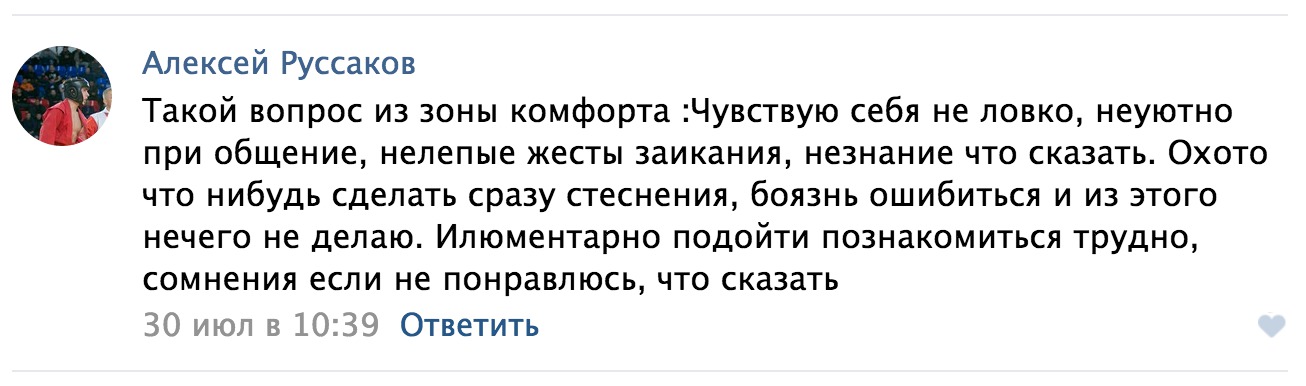 Алексей Руссаков
Такой вопрос из зоны комфорта :Чувствую себя не ловко, неуютно
при общение, нелепые жесты заикания, незнание что сказать. Охото
что нибудь сделать сразу стеснения, боязнь ошибиться и из этого
нечего не делаю. Илюментарно подойти познакомиться трудно,
сомнения если не понравлюсь, что сказать
30 июл в 10:39 Ответить